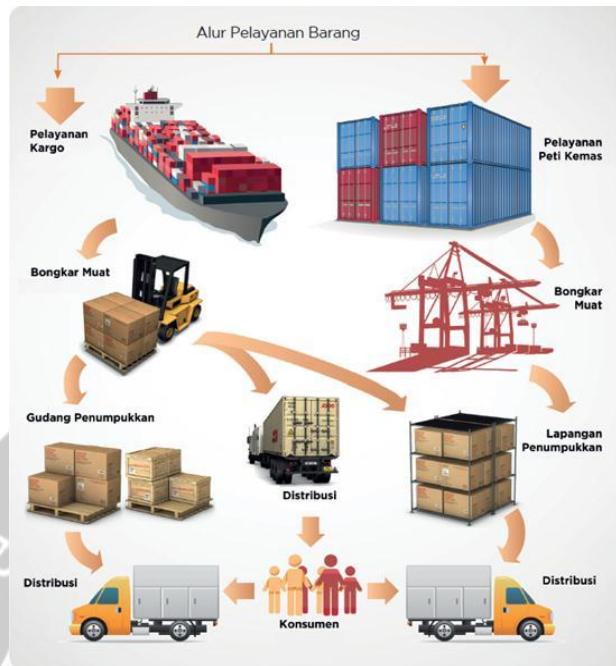 Alur Pelayanan Barang
Pelayanan
Kargo
Pelayanan
Peti Kemas
Bongkar Muat
Bongkar
Muat
Gudang Penumpukkan
Lapangan
Penumpukkan
Distribusi
Distribusi
Distribusi
Konsumen